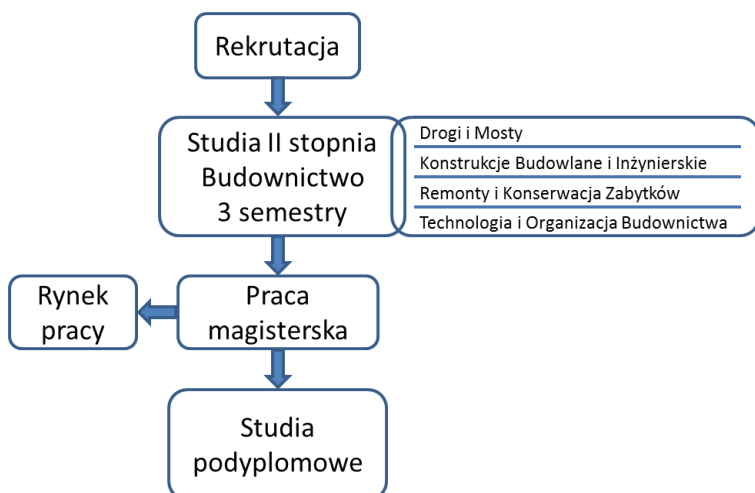 Rekrutacja
Studia II stopnia
Budownictwo
3 semestry
Drogi i Mosty
Konstrukcje Budowlane i Inżynierskie
Remonty i Konserwacja Zabytków
Technologia i Organizacja Budownictwa
Rynek
pracy
Praca
magisterska
Studia
podyplomowe